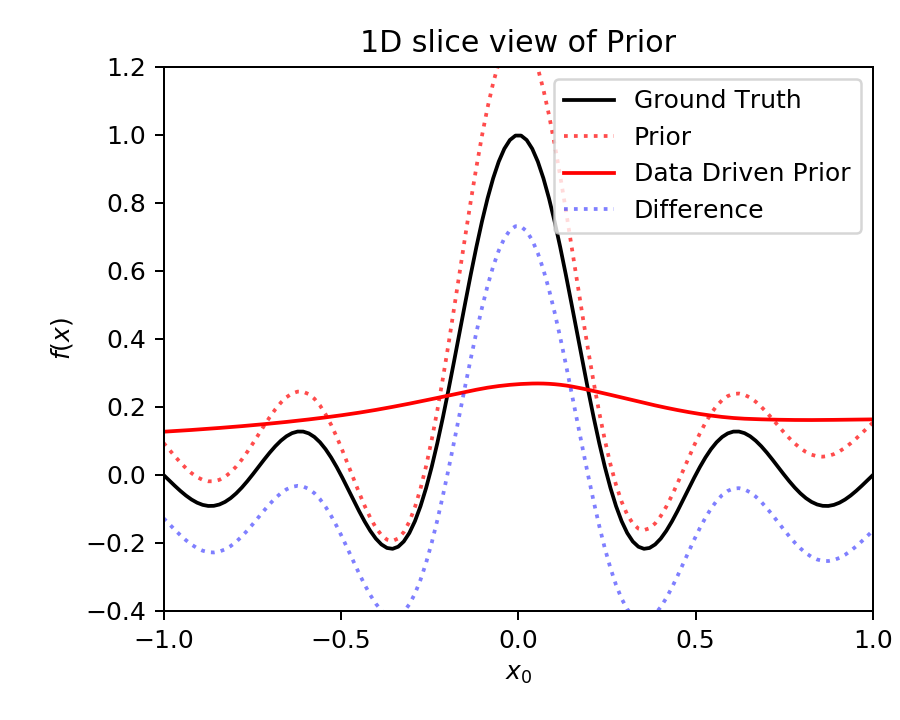 1D slice view of Prior
Ground Truth
Prior
Data Driven Prior
Difference
f(x)
1.2
1.0
0.8
0.6
0.4
0.2
0.0
−0.2
−0.4
−1.0 −0.5 0.0 0.5 1.0
x₀